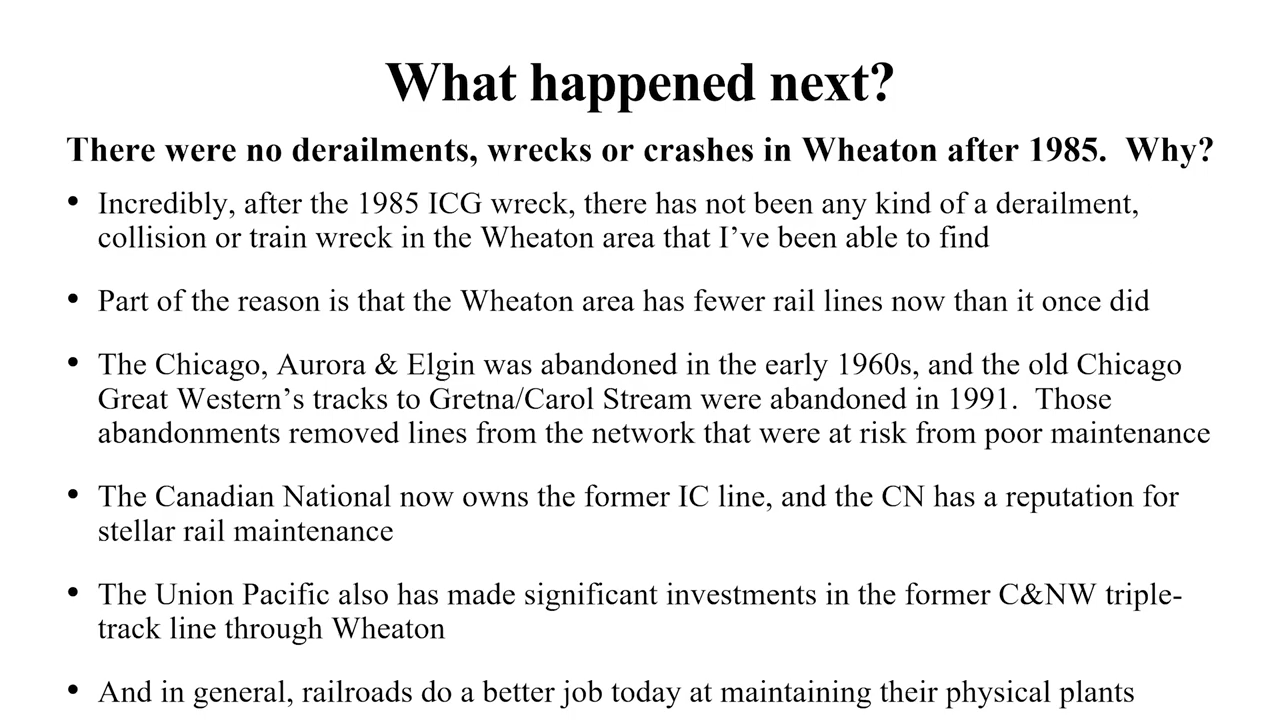 What happened next?
There were no derailments, wrecks or crashes in Wheaton after 1985.  Why?
• Incredibly, after the 1985 ICG wreck, there has not been any kind of a derailment,
collision or train wreck in the Wheaton area that I’ve been able to find
• Part of the reason is that the Wheaton area has fewer rail lines now than it once did
• The Chicago, Aurora & Elgin was abandoned in the early 1960s, and the old Chicago
Great Western’s tracks to Gretna/Carol Stream were abandoned in 1991.  Those
abandonments removed lines from the network that were at risk from poor maintenance
• The Canadian National now owns the former IC line, and the CN has a reputation for
stellar rail maintenance
• The Union Pacific also has made significant investments in the former C&NW triple-
track line through Wheaton
• And in general, railroads do a better job today at maintaining their physical plants